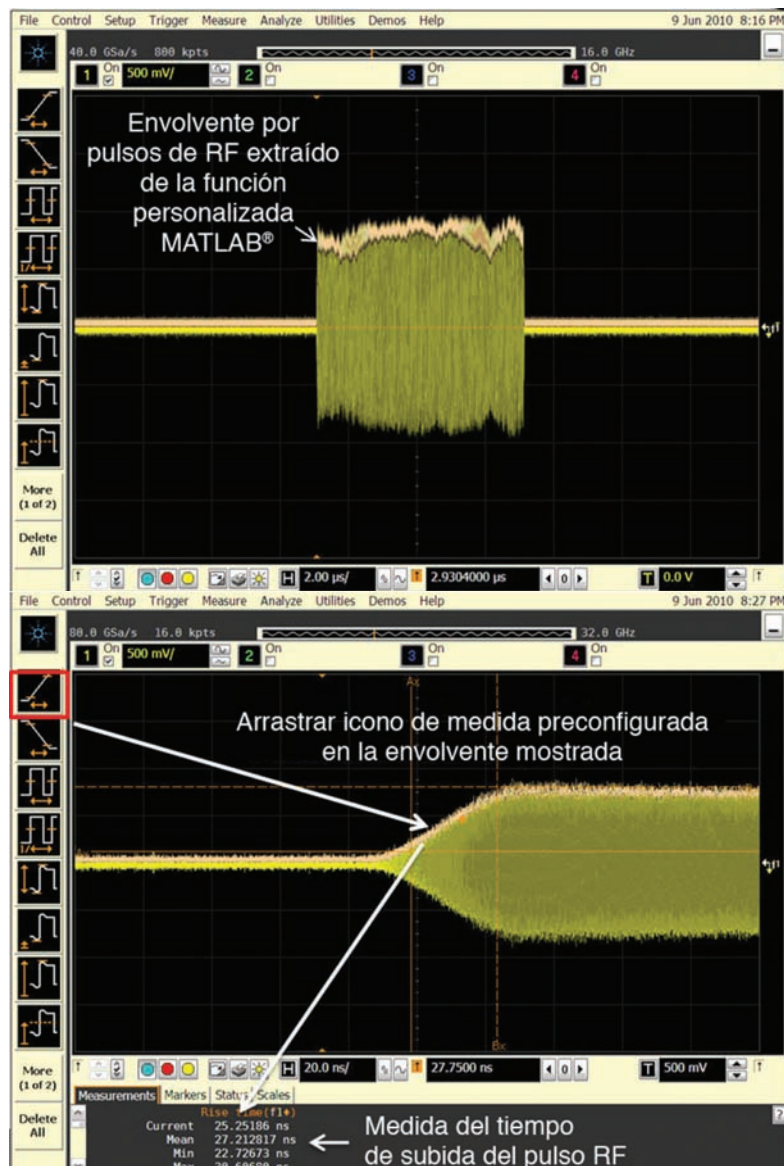 File Control Setup Trigger Measure Analyze Utilities Demos Help 9 Jun 2010 8:16 PM
40.0 GSa/s 800 kpts 16.0 GHz
1 On 500 mV/ 2 On 3 On 4 On
Envolvente por
pulsos de RF extraído
de la función
personalizada
MATLAB®
More
(1 of 2)
Delete
All
H 2.00 µs/ 2.9304000 µs 0 T 0.0 V
File Control Setup Trigger Measure Analyze Utilities Demos Help 9 Jun 2010 8:27 PM
80.0 GSa/s 16.0 kpts 32.0 GHz
1 On 500 mV/ 2 On 3 On 4 On
Ax
Arrastrar icono de medida preconfigurada
en la envolvente mostrada
Bx
More
(1 of 2)
Delete
All
H 20.0 ns/ 27.7500 ns 0 T 500 mV
Measurements Markers Status Scales
Rise time(f1)
Current 25.25186 ns
Mean 27.212817 ns
Min 22.72673 ns
Medida del tiempo
de subida del pulso RF